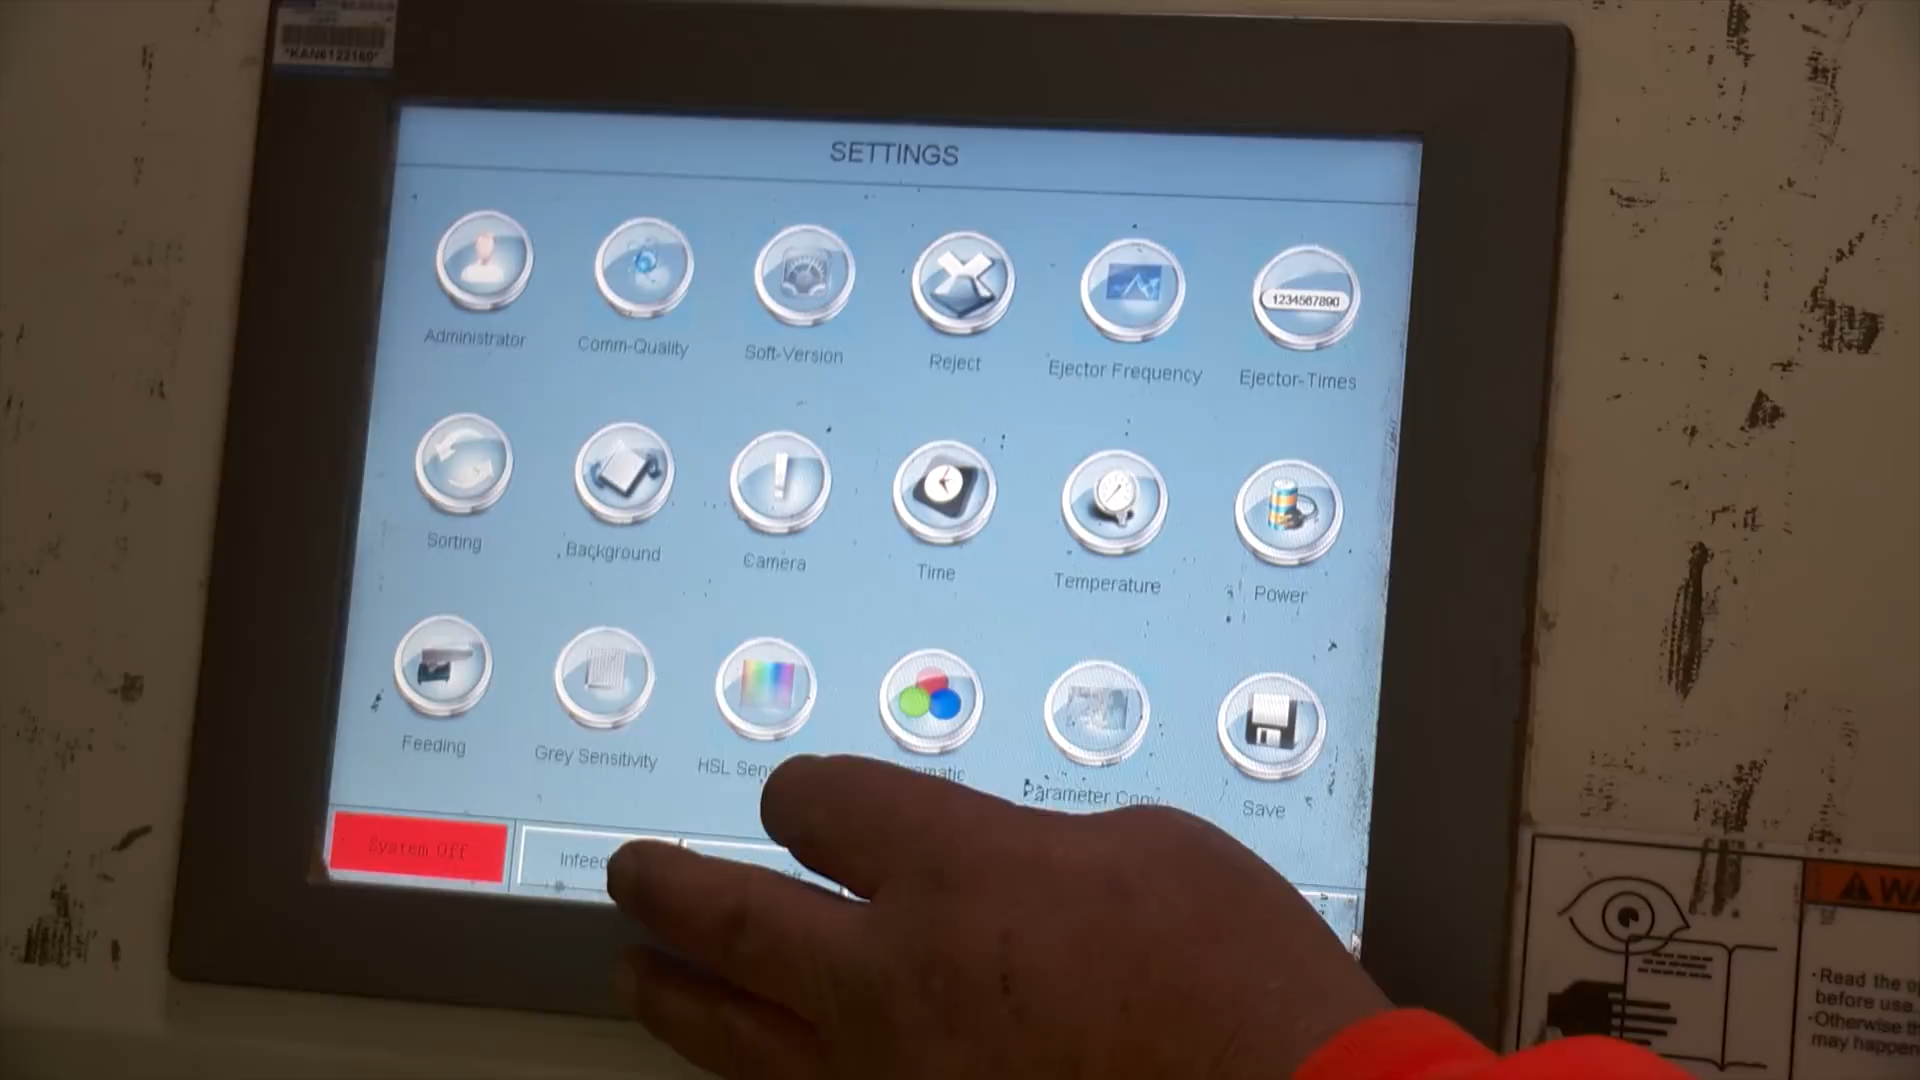 *KAN6122160*
SETTINGS
Administrator
Comm-Quality
Soft-Version
Reject
Ejector Frequency
1234567890
Ejector-Times
Sorting
Background
Camera
Time
Temperature
Power
Feeding
Grey Sensitivity
HSL Sens
matic
Parameter Copy
Save
System Off
Infeed
WA
·Read the op
before use.
·Otherwise th
may happen